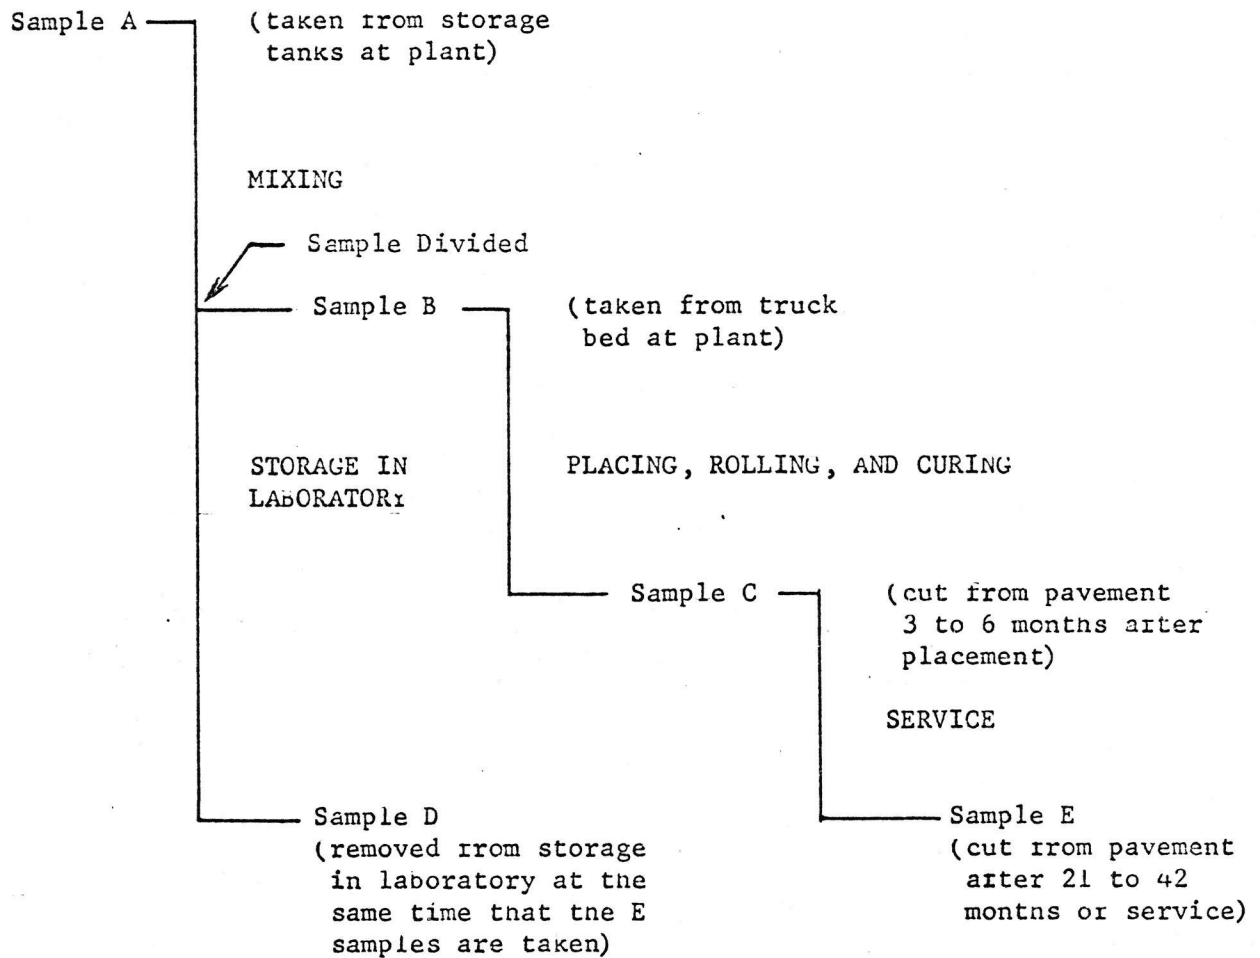 Sample A
(taken from storage
tanks at plant)
MIXING
Sample Divided
Sample B
(taken from truck
bed at plant)
STORAGE IN
LABORATORY
PLACING, ROLLING, AND CURING
Sample C
(cut from pavement
3 to 6 months after
placement)
SERVICE
Sample D
(removed from storage
in laboratory at the
same time that the E
samples are taken)
Sample E
(cut from pavement
after 21 to 42
months of service)